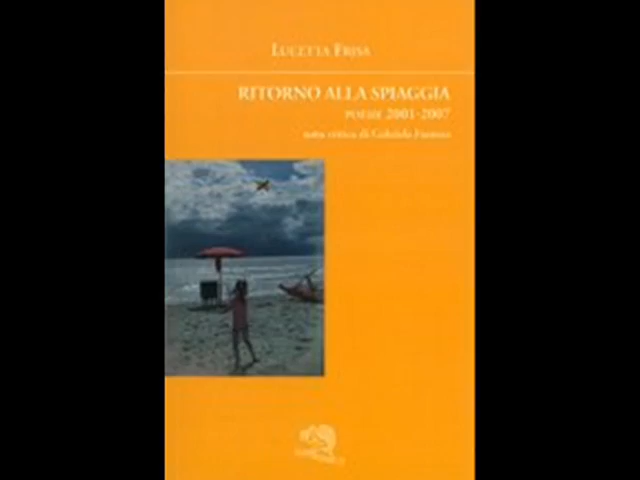 LUCETTA FRISA
RITORNO ALLA SPIAGGIA
POESIE 2001-2007
nota critica di Gabriela Fantato